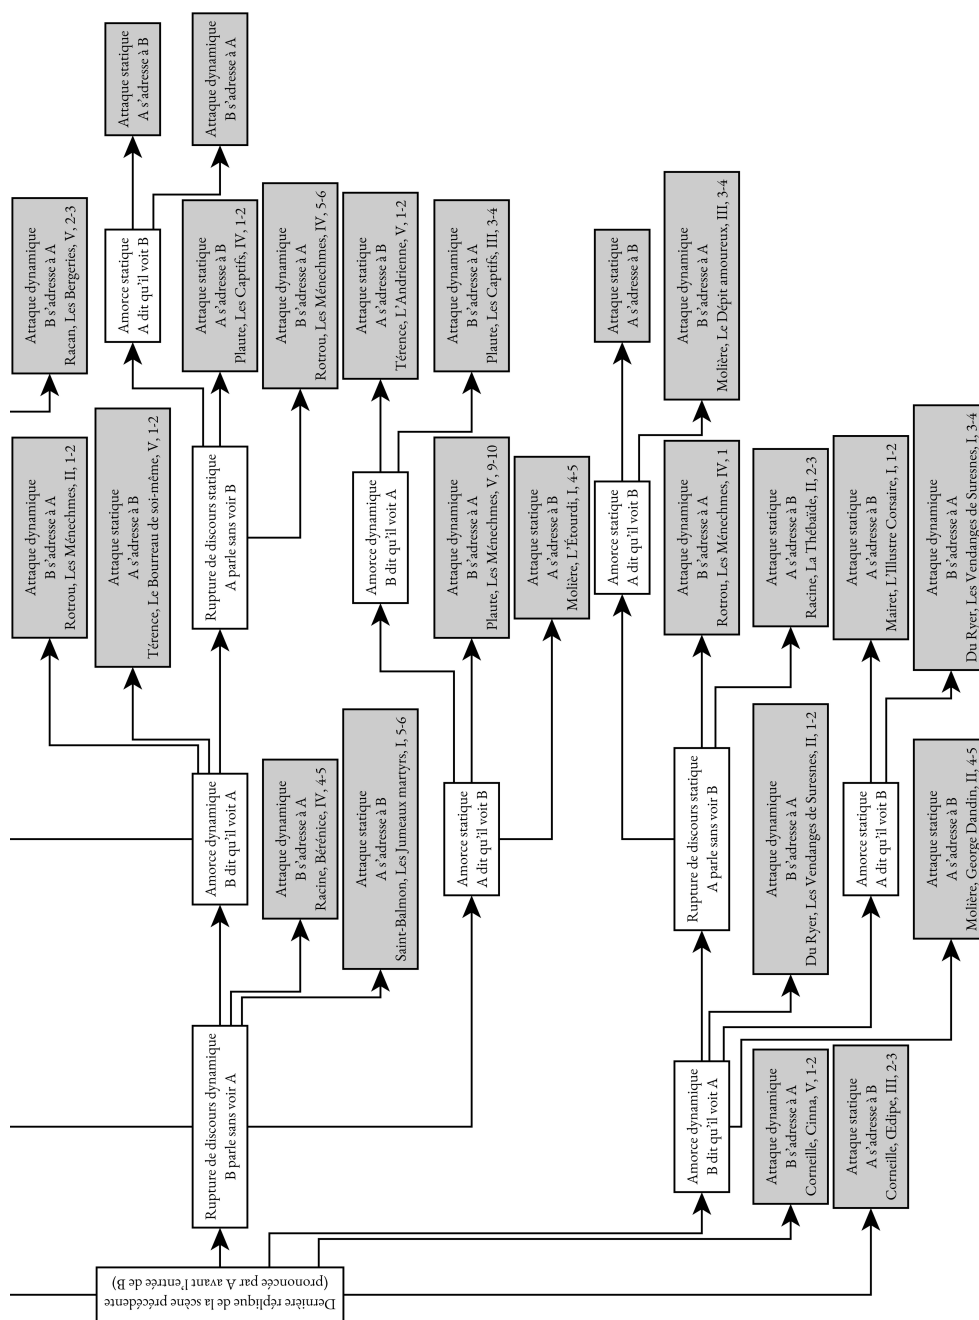 Dernière réplique de la scène précédente
(prononcée par A avant l'entrée de B)
Rupture de discours dynamique
B parle sans voir A
Amorce dynamique
B dit qu'il voit A
Attaque dynamique
B s'adresse à A
Corneille, Cinna, V, 1-2
Attaque statique
A s'adresse à B
Corneille, Œdipe, III, 2-3
Amorce dynamique
B dit qu'il voit A
Attaque dynamique
B s'adresse à A
Racine, Bérénice, IV, 4-5
Attaque statique
A s'adresse à B
Saint-Balmon, Les Jumeaux martyrs, I, 5-6
Amorce statique
A dit qu'il voit B
Rupture de discours statique
A parle sans voir B
Attaque dynamique
B s'adresse à A
Du Ryer, Les Vendanges de Suresnes, II, 1-2
Amorce statique
A dit qu'il voit B
Attaque statique
A s'adresse à B
Molière, George Dandin, II, 4-5
Attaque dynamique
B s'adresse à A
Rotrou, Les Ménechmes, II, 1-2
Attaque statique
A s'adresse à B
Térence, Le Bourreau de soi-même, V, 1-2
Rupture de discours statique
A parle sans voir B
Amorce dynamique
B dit qu'il voit A
Attaque dynamique
B s'adresse à A
Plaute, Les Ménechmes, V, 9-10
Attaque statique
A s'adresse à B
Molière, L'Étourdi, I, 4-5
Amorce statique
A dit qu'il voit B
Attaque dynamique
B s'adresse à A
Rotrou, Les Ménechmes, IV, 1
Attaque statique
A s'adresse à B
Racine, La Thébaïde, II, 2-3
Attaque statique
A s'adresse à B
Mairet, L'Illustre Corsaire, I, 1-2
Attaque dynamique
B s'adresse à A
Du Ryer, Les Vendanges de Suresnes, I, 3-4
Attaque dynamique
B s'adresse à A
Racan, Les Bergeries, V, 2-3
Amorce statique
A dit qu'il voit B
Attaque statique
A s'adresse à B
Plaute, Les Captifs, IV, 1-2
Attaque dynamique
B s'adresse à A
Rotrou, Les Ménechmes, IV, 5-6
Attaque statique
A s'adresse à B
Térence, L'Andrienne, V, 1-2
Attaque dynamique
B s'adresse à A
Plaute, Les Captifs, III, 3-4
Attaque statique
A s'adresse à B
Attaque dynamique
B s'adresse à A
Molière, Le Dépit amoureux, III, 3-4
Attaque statique
A s'adresse à B
Attaque dynamique
B s'adresse à A